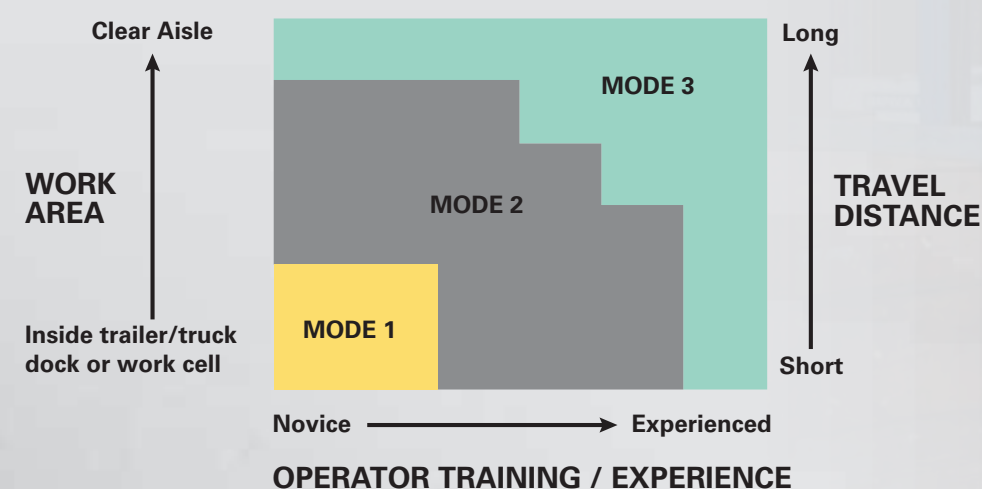 Clear Aisle
Long
MODE 3
WORK
AREA
MODE 2
TRAVEL
DISTANCE
MODE 1
Inside trailer/truck
dock or work cell
Short
Novice
Experienced
OPERATOR TRAINING / EXPERIENCE